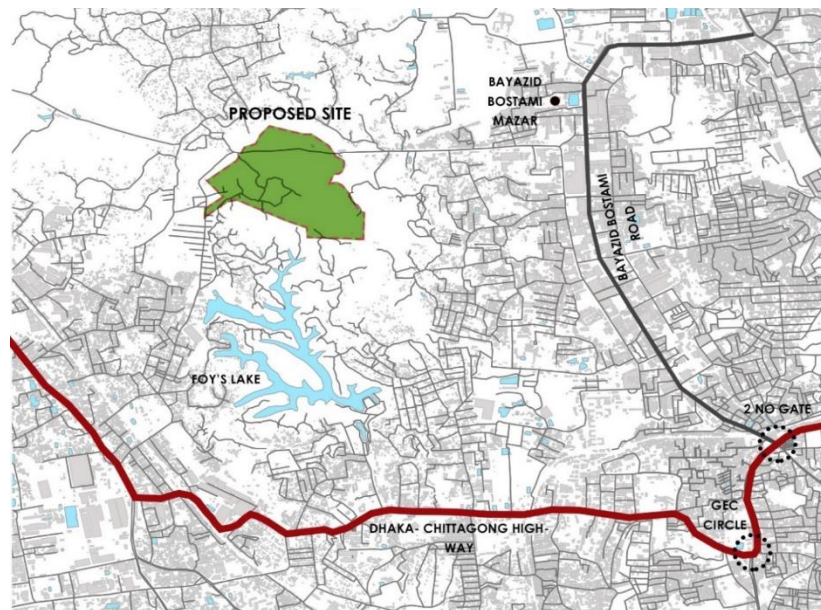 BAYAZID
BOSTAMI
MAZAR
PROPOSED SITE
BAYAZID BOSTAMI
ROAD
FOY'S LAKE
2 NO GATE
GEC
CIRCLE
DHAKA- CHITTAGONG HIGH-
WAY